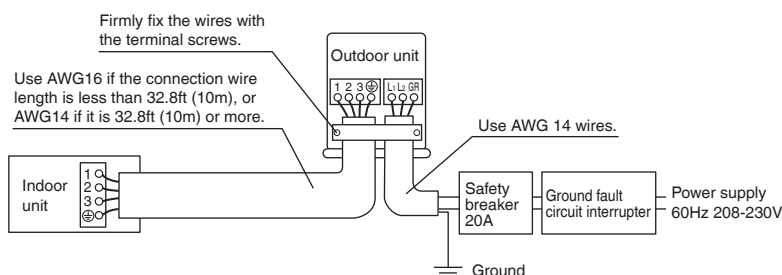 Firmly fix the wires with
the terminal screws.
Outdoor unit
1 2 3
L1 L2 GR
Use AWG16 if the connection wire
length is less than 32.8ft (10m), or
AWG14 if it is 32.8ft (10m) or more.
Use AWG 14 wires.
Indoor
unit
1
2
3
Safety
breaker
20A
Ground fault
circuit interrupter
Power supply
60Hz 208-230V
Ground